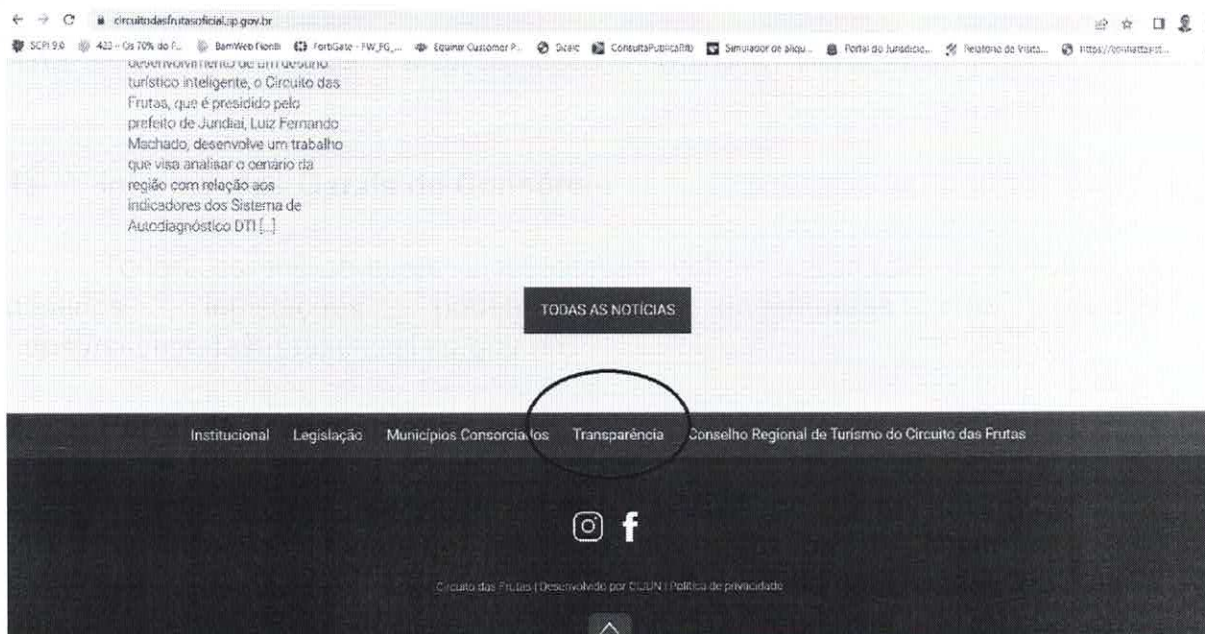 circuitodasfrutasoficial.sp.gov.br
SCPI 9.0
desenvolvimento de um destino
turístico inteligente, o Circuito das
Frutas, que é presidido pelo
prefeito de Jundiaí, Luiz Fernando
Machado, desenvolve um trabalho
que visa analisar o cenário da
região com relação aos
indicadores dos Sistema de
Autodiagnóstico DTI [...]
TODAS AS NOTÍCIAS
Institucional Legislação Municípios Consorciados Transparência Conselho Regional de Turismo do Circuito das Frutas
Circuito das Frutas | Desenvolvido por CIJUN | Política de privacidade